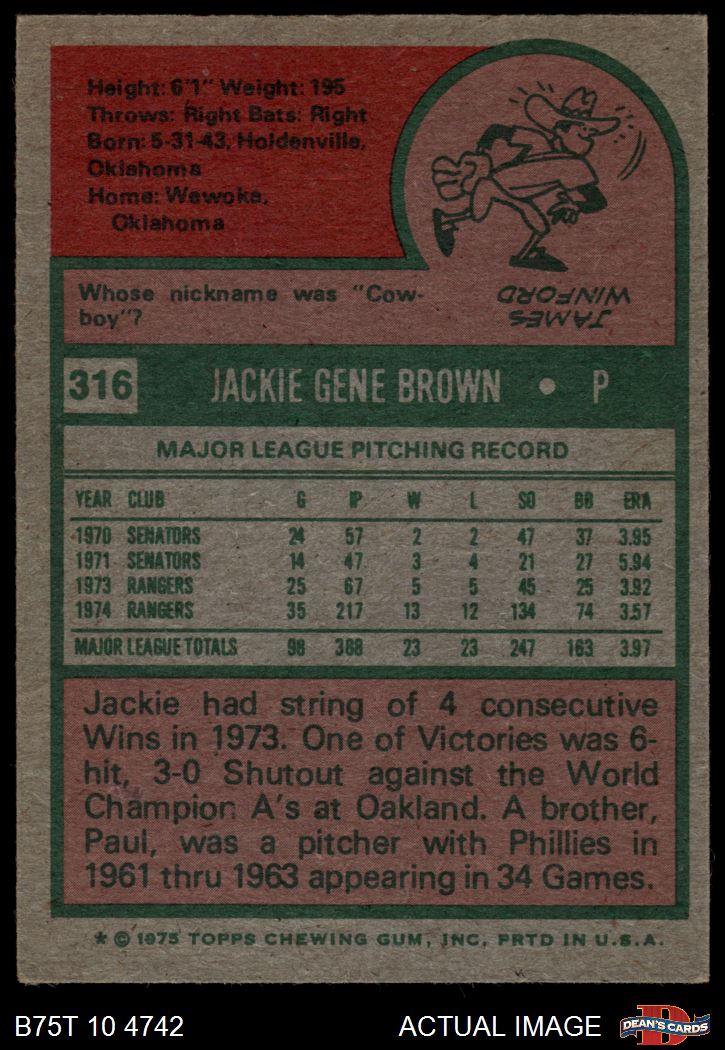 Height: 6'1" Weight: 195
Throws: Right Bats: Right
Born: 5-31-43, Holdenville,
Oklahoma
Home: Wewoka,
Oklahoma
Whose nickname was "Cow-
boy"?
JAMES
WINFORD
316 JACKIE GENE BROWN • P
MAJOR LEAGUE PITCHING RECORD
YEAR CLUB G IP W L SO BB ERA
1970 SENATORS 24 57 2 2 47 37 3.95
1971 SENATORS 14 47 3 4 21 27 5.94
1973 RANGERS 25 67 5 5 45 25 3.92
1974 RANGERS 35 217 13 12 134 74 3.57
MAJOR LEAGUE TOTALS 98 388 23 23 247 163 3.97
Jackie had string of 4 consecutive
Wins in 1973. One of Victories was 6-
hit, 3-0 Shutout against the World
Champion A's at Oakland. A brother,
Paul, was a pitcher with Phillies in
1961 thru 1963 appearing in 34 Games.
* © 1975 TOPPS CHEWING GUM, INC. PRTD IN U.S.A.
B75T 10 4742 ACTUAL IMAGE D DEAN'S CARDS